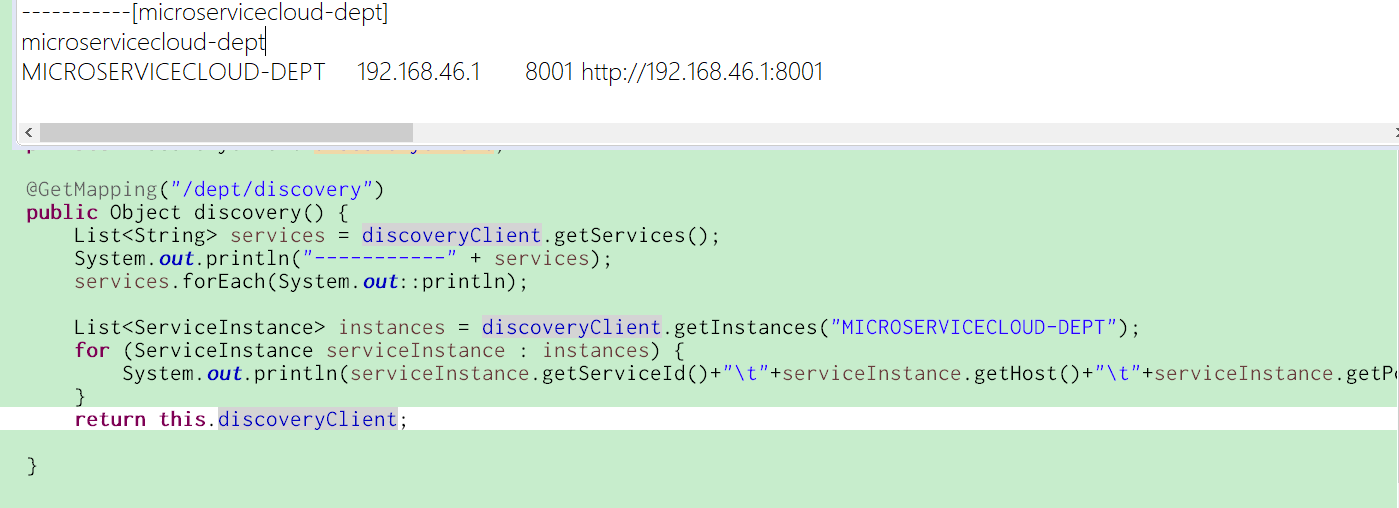 -----------[microservicecloud-dept]
microservicecloud-dept
MICROSERVICECLOUD-DEPT 192.168.46.1 8001 http://192.168.46.1:8001
@GetMapping("/dept/discovery")
public Object discovery() {
List<String> services = discoveryClient.getServices();
System.out.println("-----------" + services);
services.forEach(System.out::println);
List<ServiceInstance> instances = discoveryClient.getInstances("MICROSERVICECLOUD-DEPT");
for (ServiceInstance serviceInstance : instances) {
System.out.println(serviceInstance.getServiceId()+"\t"+serviceInstance.getHost()+"\t"+serviceInstance.getP
}
return this.discoveryClient;
}